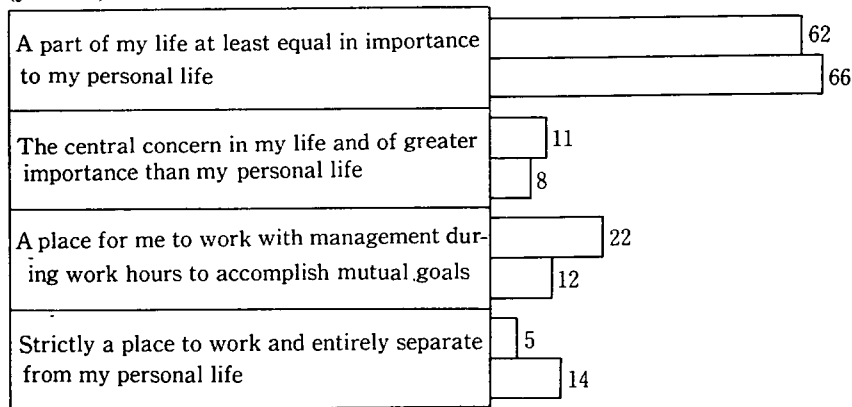 A part of my life at least equal in importance
to my personal life
62
66
The central concern in my life and of greater
importance than my personal life
11
8
A place for me to work with management dur-
ing work hours to accomplish mutual goals
22
12
Strictly a place to work and entirely separate
from my personal life
5
14